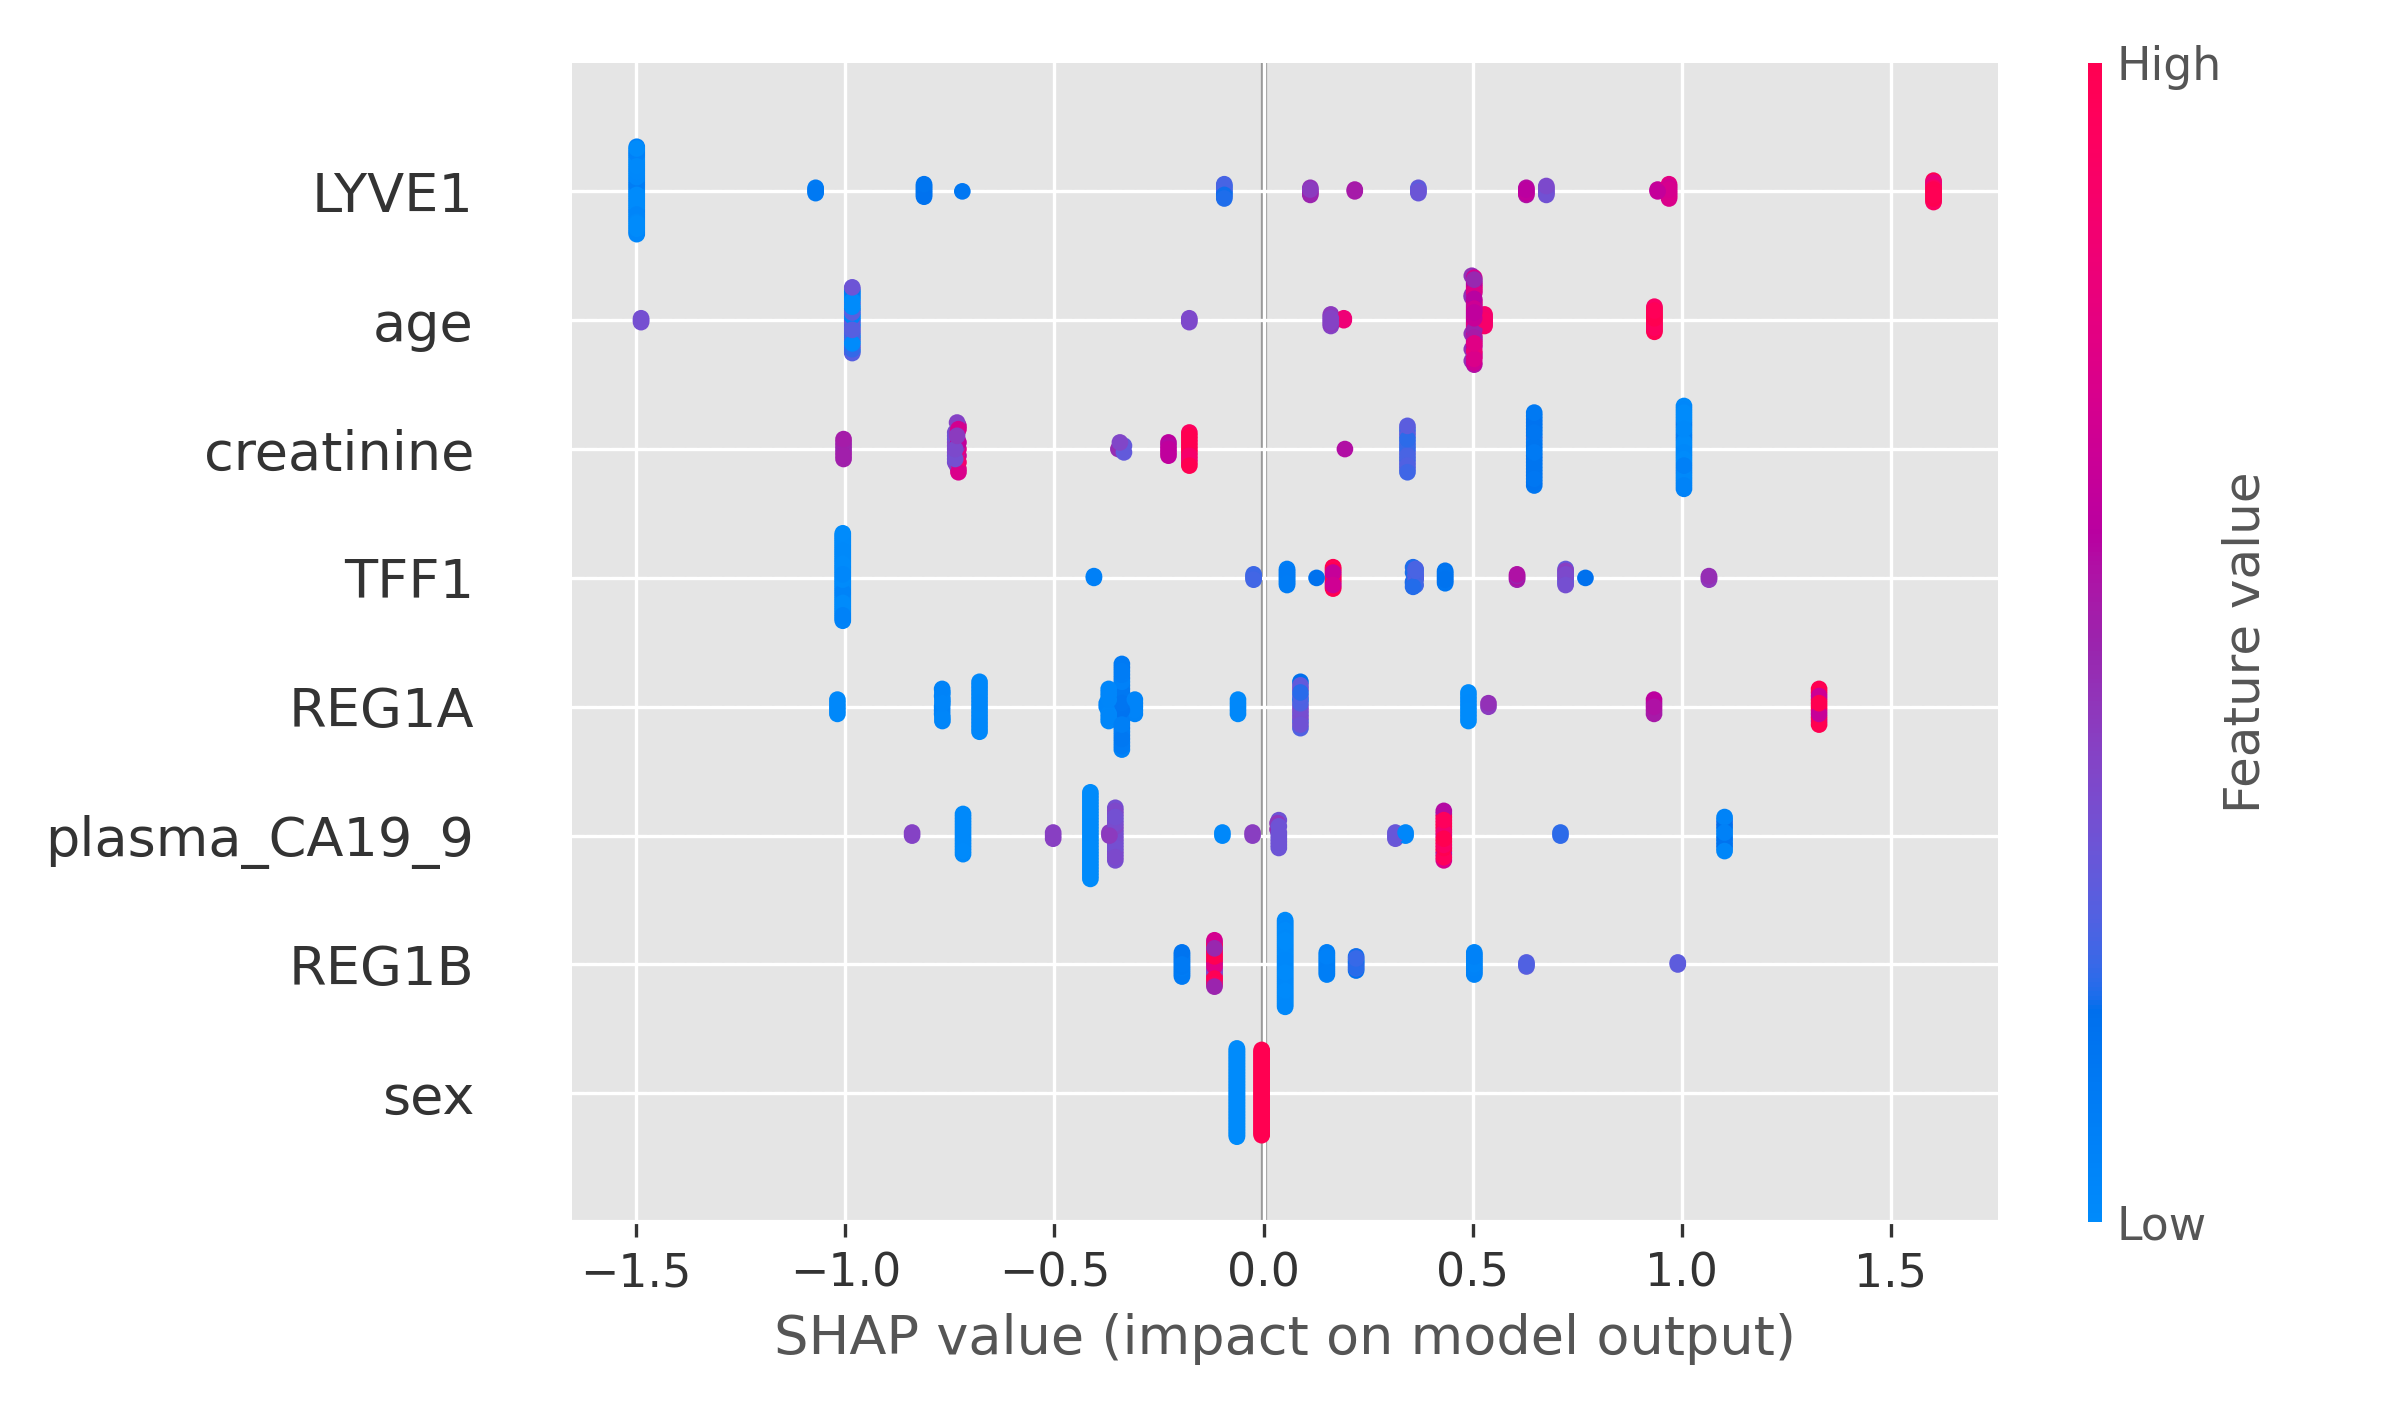 High
LYVE1
age
creatinine
TFF1
REG1A
plasma_CA19_9
REG1B
sex
Feature value
Low
−1.5 −1.0 −0.5 0.0 0.5 1.0 1.5
SHAP value (impact on model output)